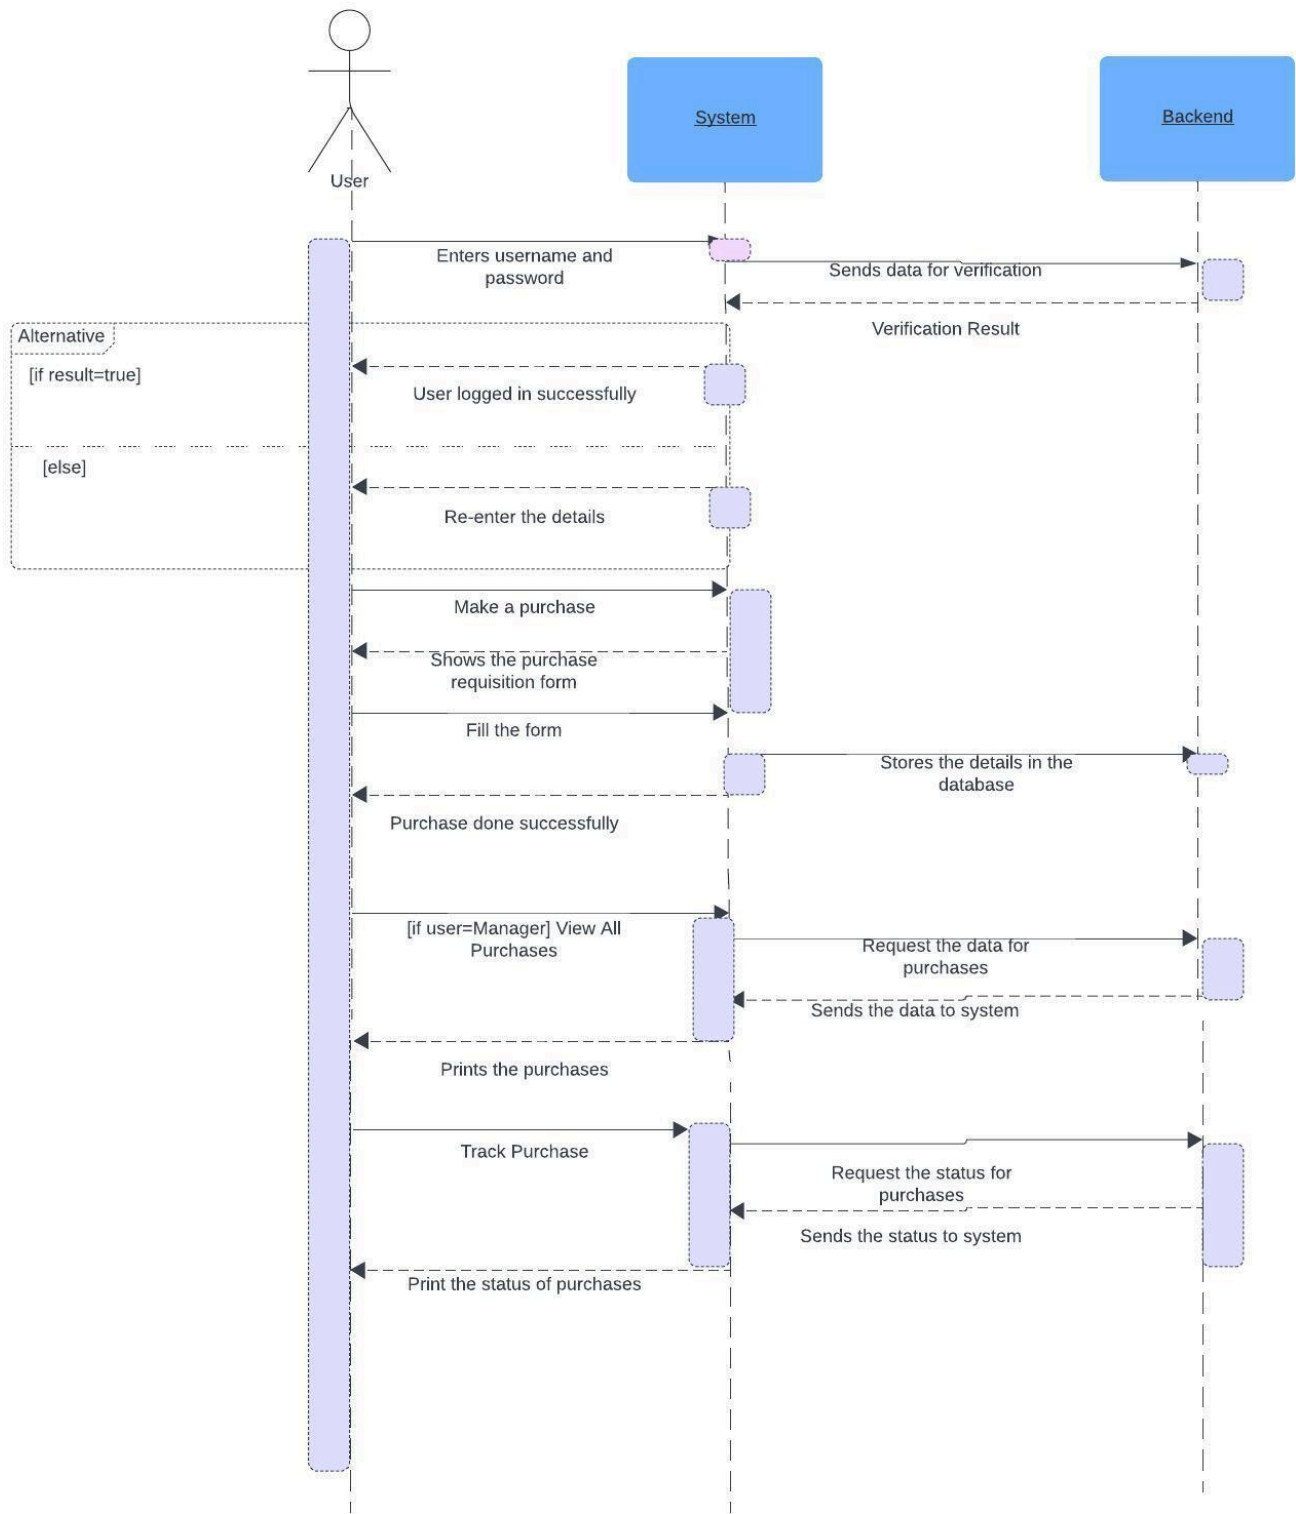 User
System
Backend
Enters username and
password
Sends data for verification
Verification Result
Alternative
[if result=true]
User logged in successfully
[else]
Re-enter the details
Make a purchase
Shows the purchase
requisition form
Fill the form
Stores the details in the
database
Purchase done successfully
[if user=Manager] View All
Purchases
Request the data for
purchases
Sends the data to system
Prints the purchases
Track Purchase
Request the status for
purchases
Sends the status to system
Print the status of purchases